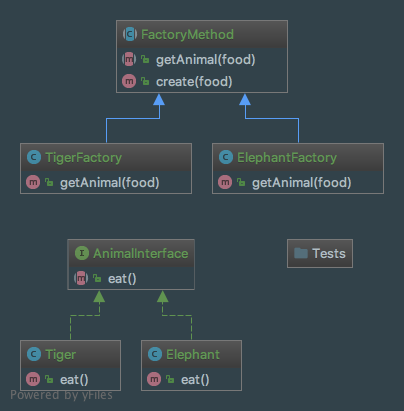 FactoryMethod
getAnimal(food)
create(food)
TigerFactory
getAnimal(food)
ElephantFactory
getAnimal(food)
AnimalInterface
eat()
Tests
Tiger
eat()
Elephant
eat()
Powered by yFiles